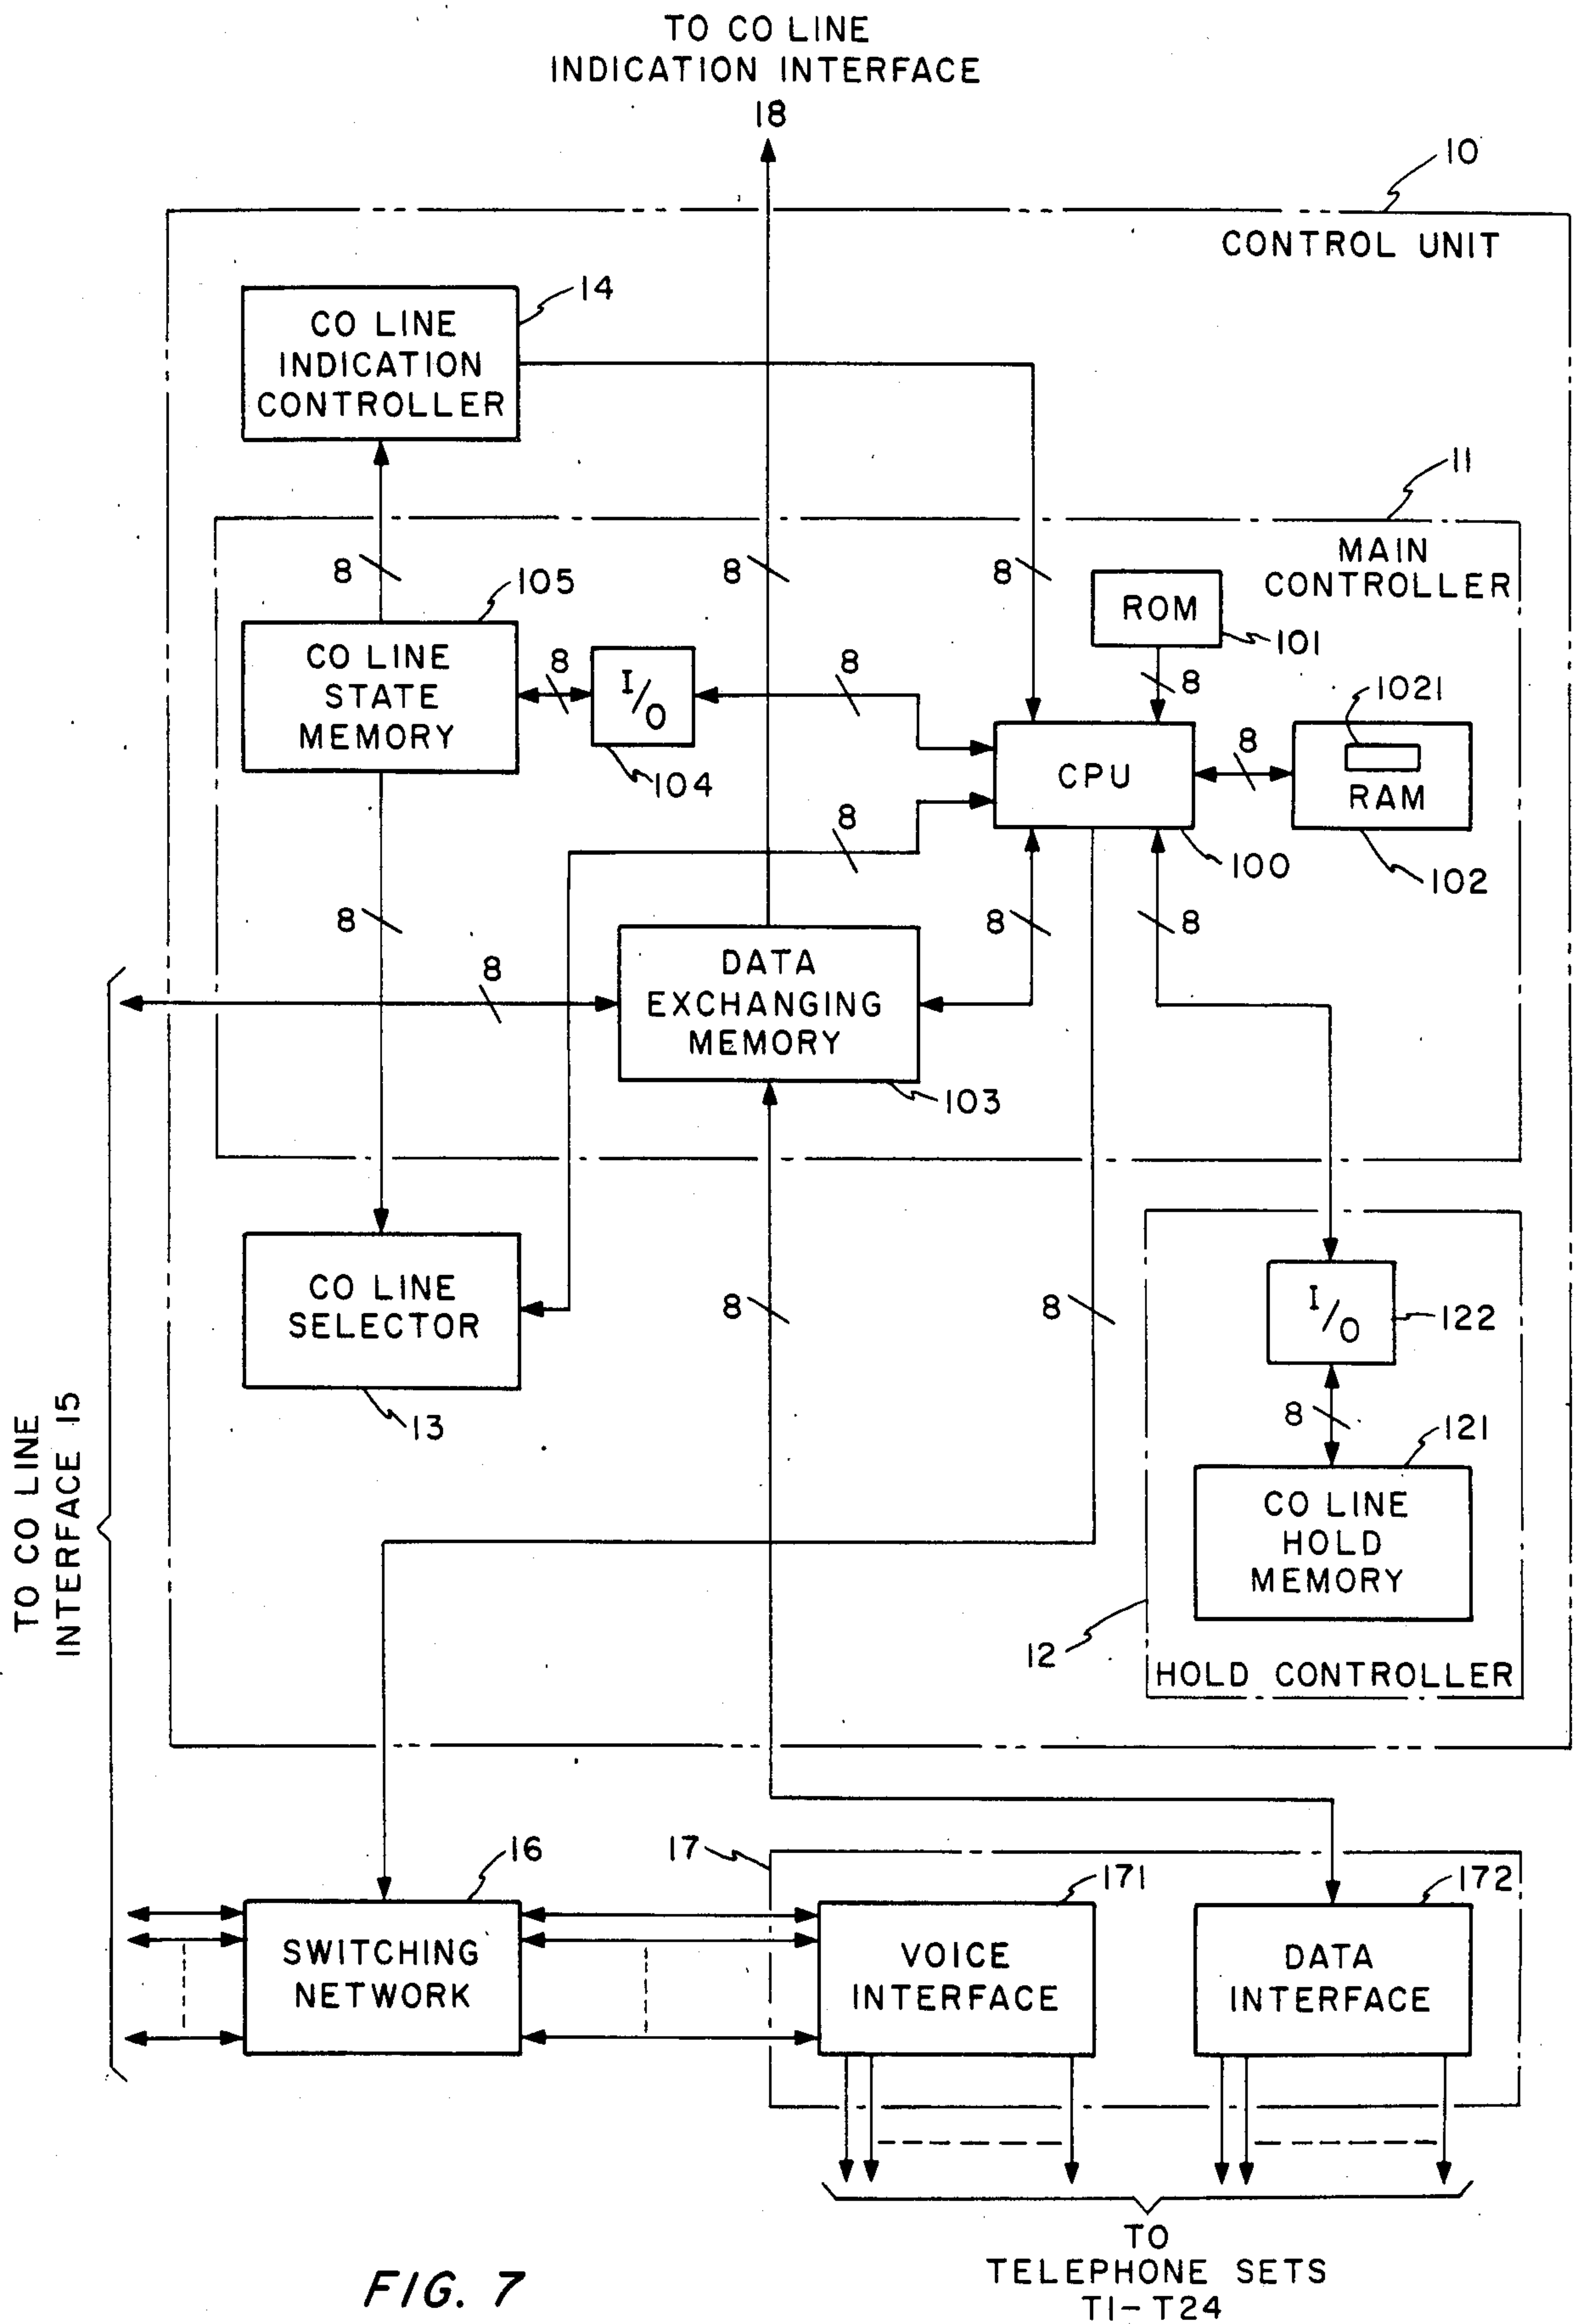 TO CO LINE
INDICATION INTERFACE
18
10
CONTROL UNIT
14
CO LINE
INDICATION
CONTROLLER
11
MAIN
CONTROLLER
8
8
8
105
ROM
101
CO LINE
STATE
MEMORY
8
I/O
104
8
8
1021
RAM
102
8
CPU
100
8
8
8
8
8
DATA
EXCHANGING
MEMORY
103
CO LINE
SELECTOR
13
8
8
I/O
122
8
121
CO LINE
HOLD
MEMORY
12
HOLD CONTROLLER
TO CO LINE
INTERFACE 15
16
SWITCHING
NETWORK
17
171
VOICE
INTERFACE
172
DATA
INTERFACE
TO
TELEPHONE SETS
T1-T24
FIG. 7